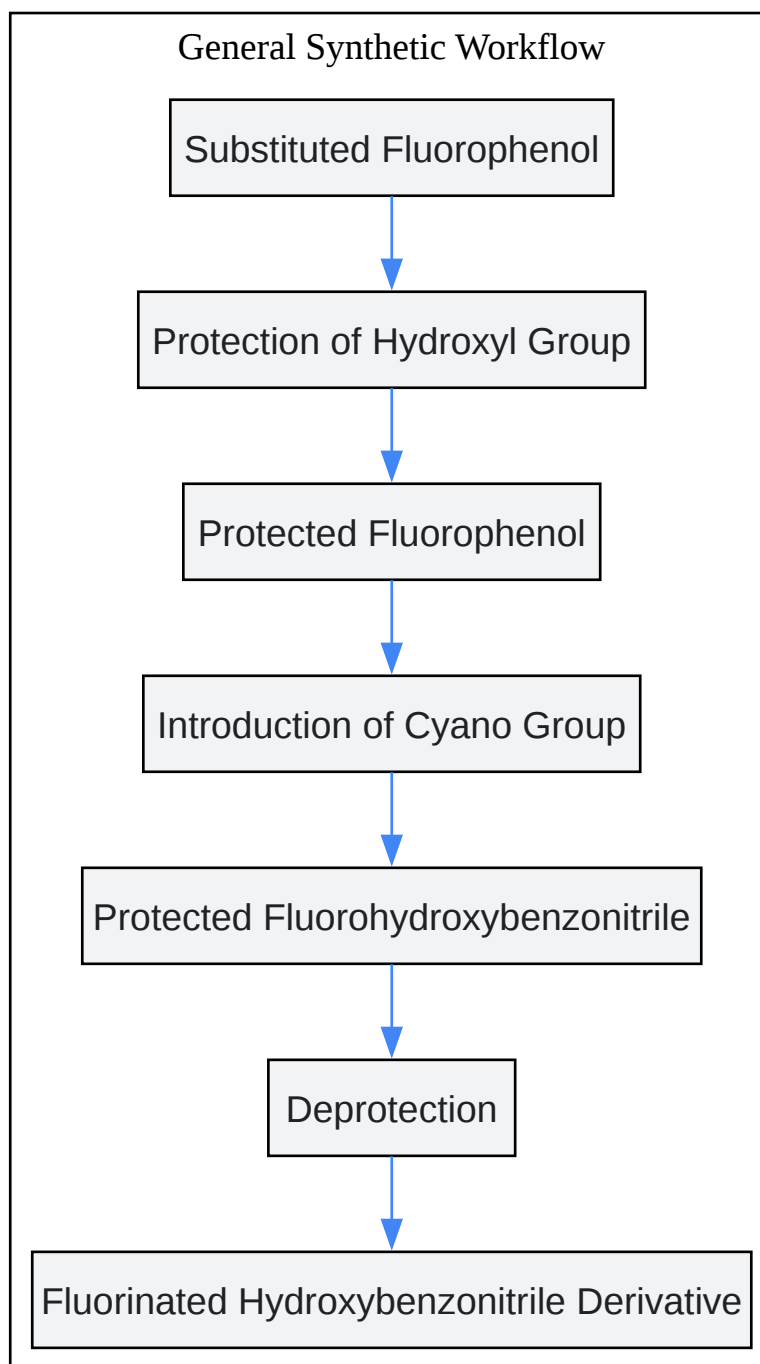 General Synthetic Workflow
Substituted Fluorophenol
Protection of Hydroxyl Group
Protected Fluorophenol
Introduction of Cyano Group
Protected Fluorohydroxybenzonitrile
Deprotection
Fluorinated Hydroxybenzonitrile Derivative